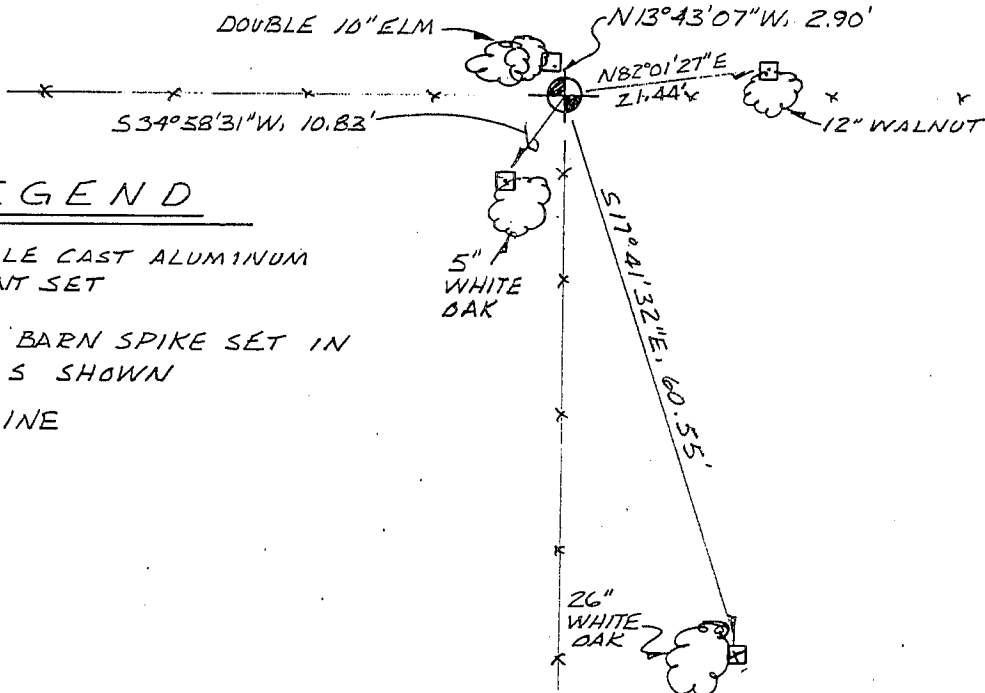 DOUBLE 10" ELM
N13°43'07"W, 2.90'
N82°01'27"E
21.44'
S34°58'31"W, 10.83'
12" WALNUT
EGEND
LE CAST ALUMINUM
NT SET
5"
WHITE
OAK
S17°41'32"E, 60.55'
BARN SPIKE SET IN
S SHOWN
INE
26"
WHITE
OAK